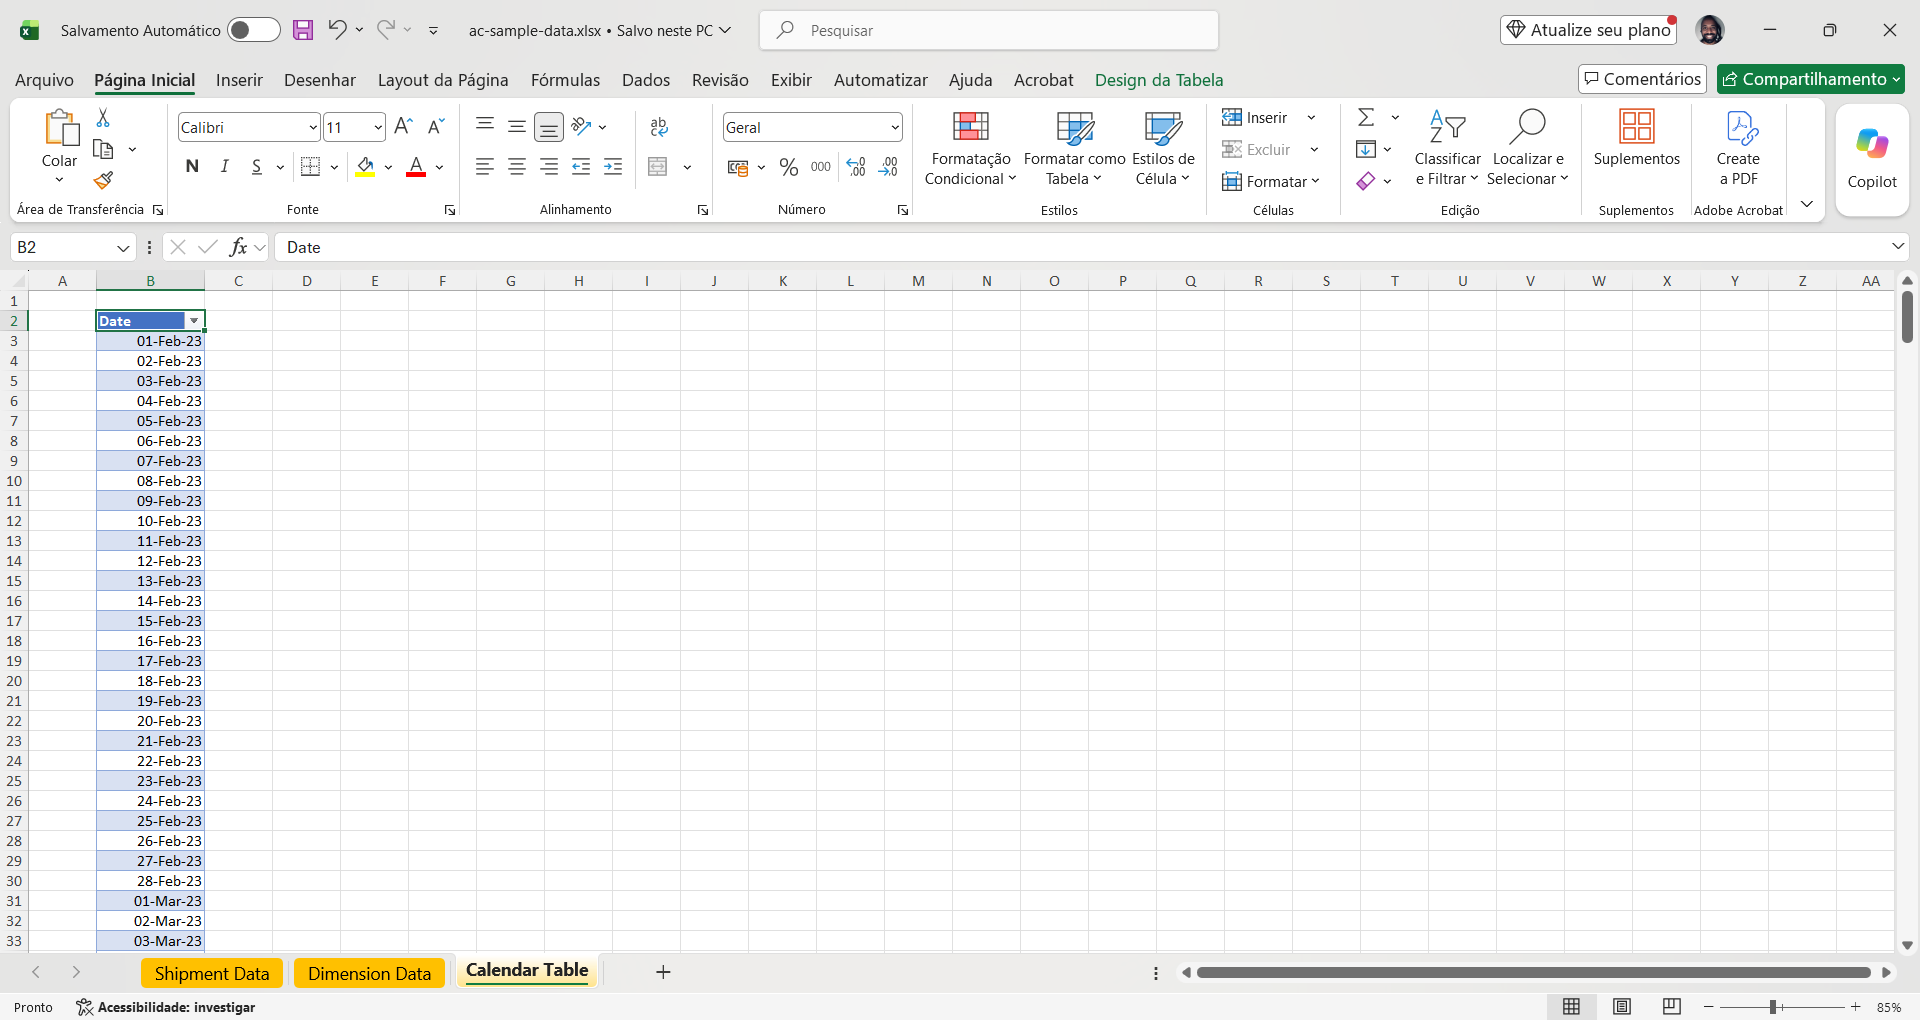 Salvamento Automático
ac-sample-data.xlsx • Salvo neste PC
Pesquisar
Atualize seu plano
Arquivo Página Inicial Inserir Desenhar Layout da Página Fórmulas Dados Revisão Exibir Automatizar Ajuda Acrobat Design da Tabela
Comentários
Compartilhamento
Colar
Área de Transferência
Calibri
11
N I S
A
Fonte
ab
Alinhamento
Geral
% 000
Número
Formatação Condicional
Formatar como Tabela
Estilos de Célula
Estilos
Inserir
Excluir
Formatar
Células
Classificar e Filtrar
Localizar e Selecionar
Edição
Suplementos
Suplementos
Create a PDF
Adobe Acrobat
Copilot
B2
fx
Date
A B C D E F G H I J K L M N O P Q R S T U V W X Y Z AA
1
2 Date
3 01-Feb-23
4 02-Feb-23
5 03-Feb-23
6 04-Feb-23
7 05-Feb-23
8 06-Feb-23
9 07-Feb-23
10 08-Feb-23
11 09-Feb-23
12 10-Feb-23
13 11-Feb-23
14 12-Feb-23
15 13-Feb-23
16 14-Feb-23
17 15-Feb-23
18 16-Feb-23
19 17-Feb-23
20 18-Feb-23
21 19-Feb-23
22 20-Feb-23
23 21-Feb-23
24 22-Feb-23
25 23-Feb-23
26 24-Feb-23
27 25-Feb-23
28 26-Feb-23
29 27-Feb-23
30 28-Feb-23
31 01-Mar-23
32 02-Mar-23
33 03-Mar-23
Shipment Data Dimension Data Calendar Table
Pronto
Acessibilidade: investigar
85%